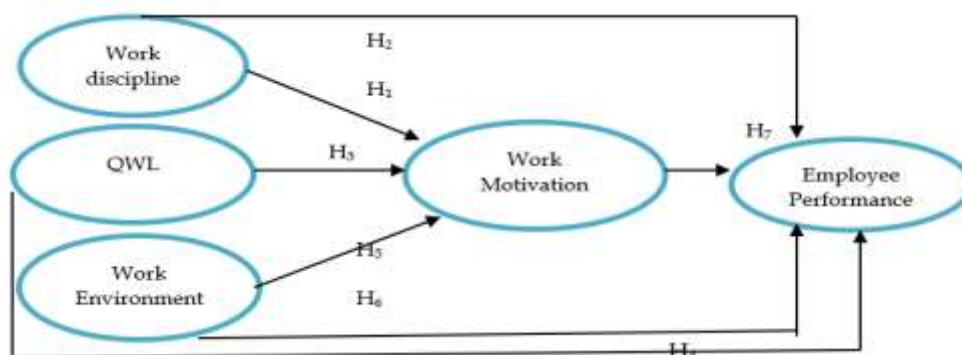 H₂
Work
discipline
H₁
QWL
H₃
Work
Motivation
H₇
Employee
Performance
H₅
Work
Environment
H₆